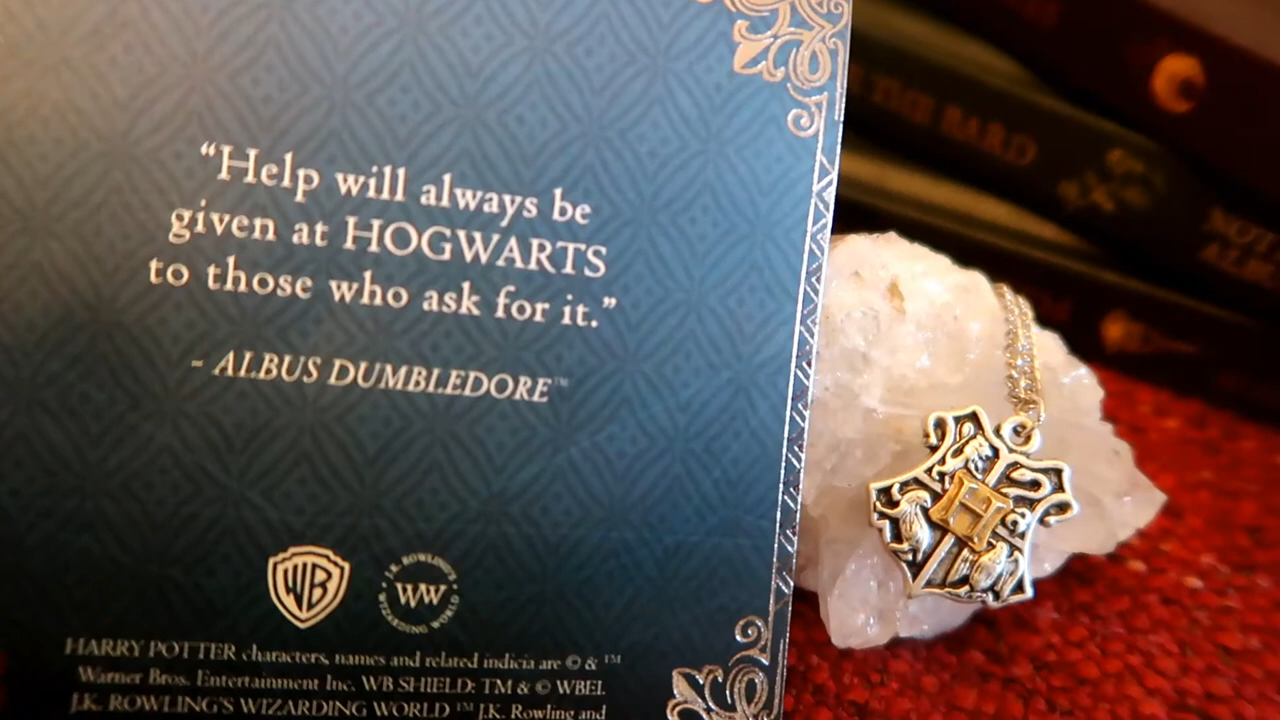 “Help will always be
given at HOGWARTS
to those who ask for it.”
- ALBUS DUMBLEDORE™
WB
J.K. ROWLING'S
WW
WIZARDING WORLD
HARRY POTTER characters, names and related indicia are © & ™
Warner Bros. Entertainment Inc. WB SHIELD: TM & © WBEI.
J.K. ROWLING'S WIZARDING WORLD ™ J.K. Rowling and
H
THE BARD